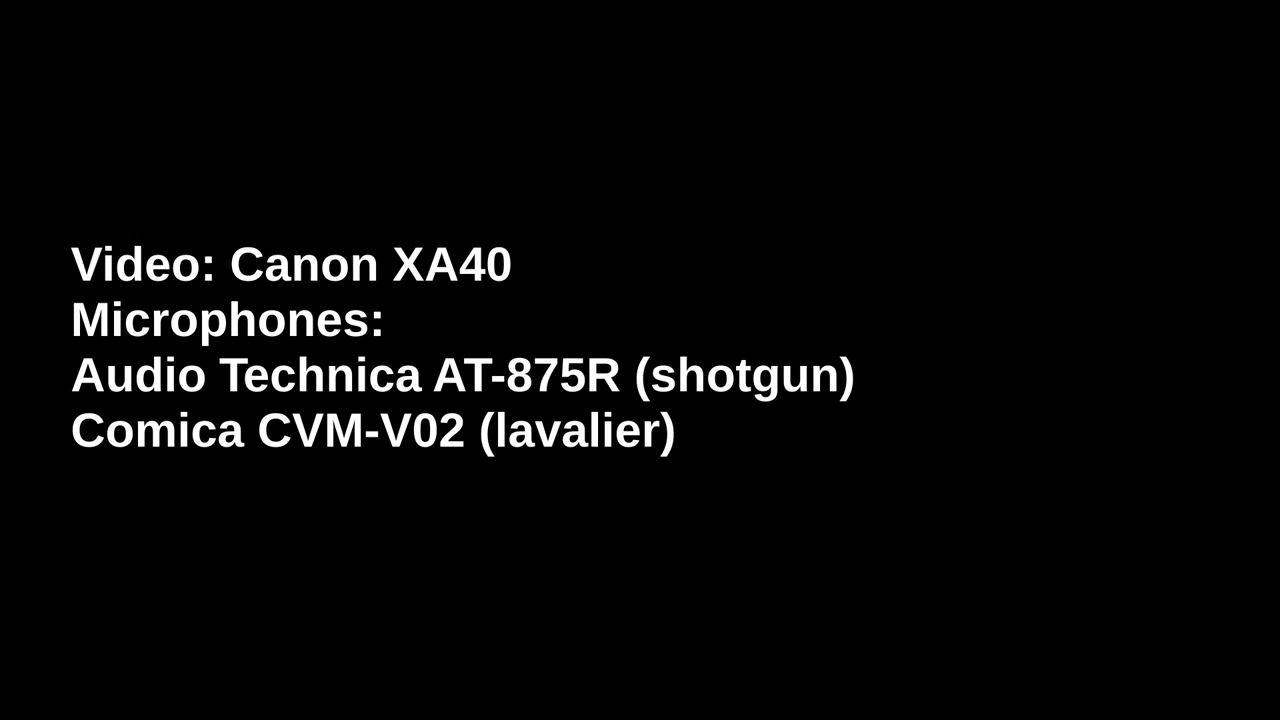 Video: Canon XA40
Microphones:
Audio Technica AT-875R (shotgun)
Comica CVM-V02 (lavalier)